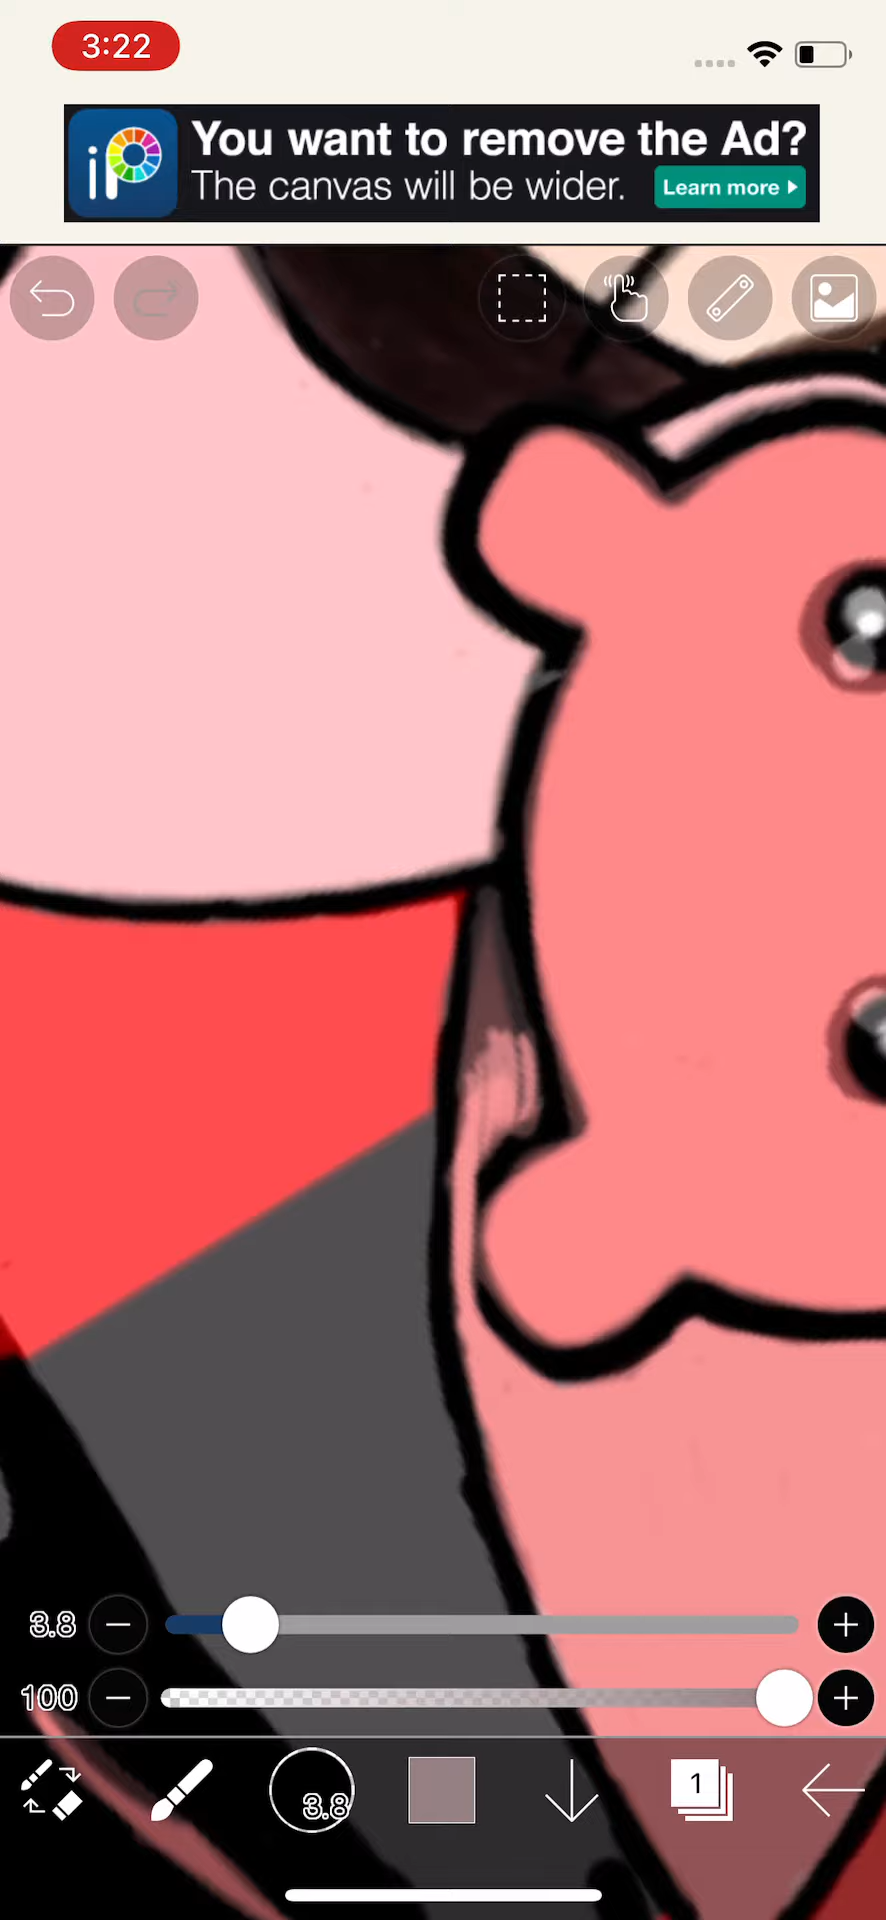 3:22
iP
You want to remove the Ad?
The canvas will be wider.
Learn more
3.8
100
3.8
1